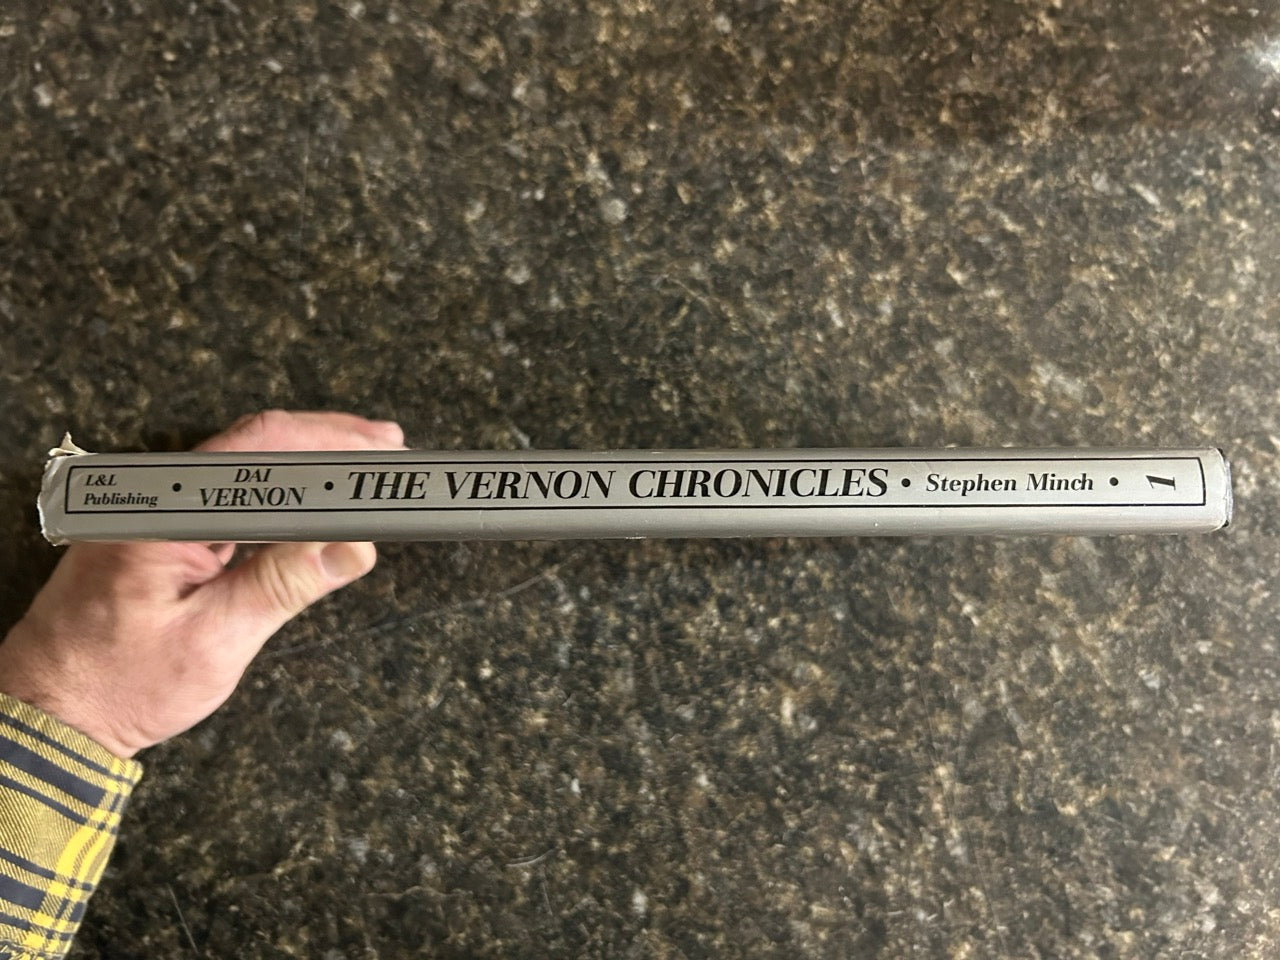 L&L
Publishing
•
DAI
VERNON
• THE VERNON CHRONICLES • Stephen Minch •
1